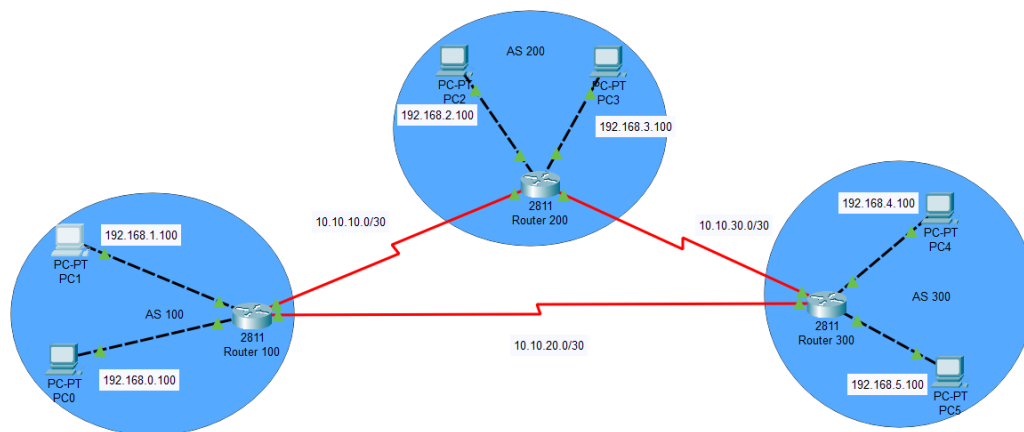 AS 200
PC-PT
PC2
PC-PT
PC3
192.168.2.100
192.168.3.100
2811
Router 200
10.10.10.0/30
10.10.30.0/30
192.168.1.100
PC-PT
PC1
AS 100
2811
Router 100
PC-PT
PC0
192.168.0.100
10.10.20.0/30
192.168.4.100
PC-PT
PC4
AS 300
2811
Router 300
192.168.5.100
PC-PT
PC5